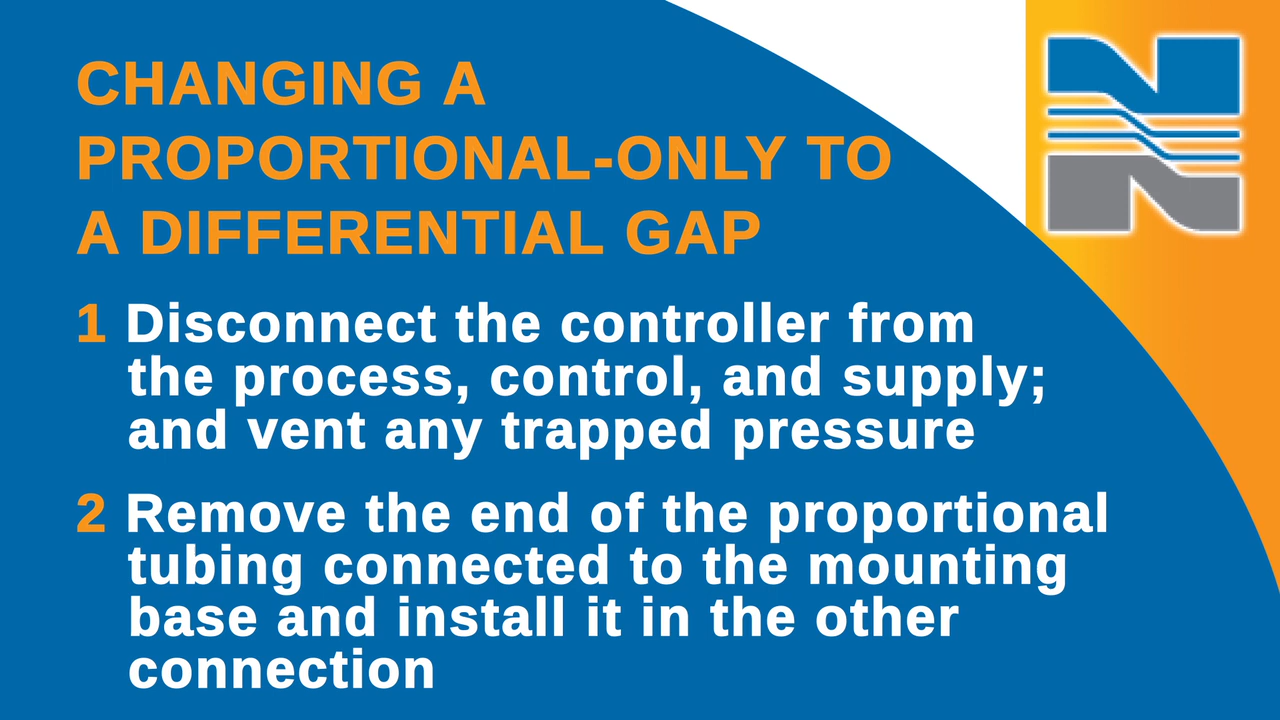 CHANGING A
PROPORTIONAL-ONLY TO
A DIFFERENTIAL GAP
1 Disconnect the controller from
the process, control, and supply;
and vent any trapped pressure
2 Remove the end of the proportional
tubing connected to the mounting
base and install it in the other
connection